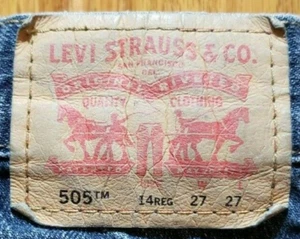 LEVI STRAUSS & CO.
SAN FRANCISCO
CAL.
ORIGINAL RIVETED
QUALITY CLOTHING
W L
505™ 14REG 27 27